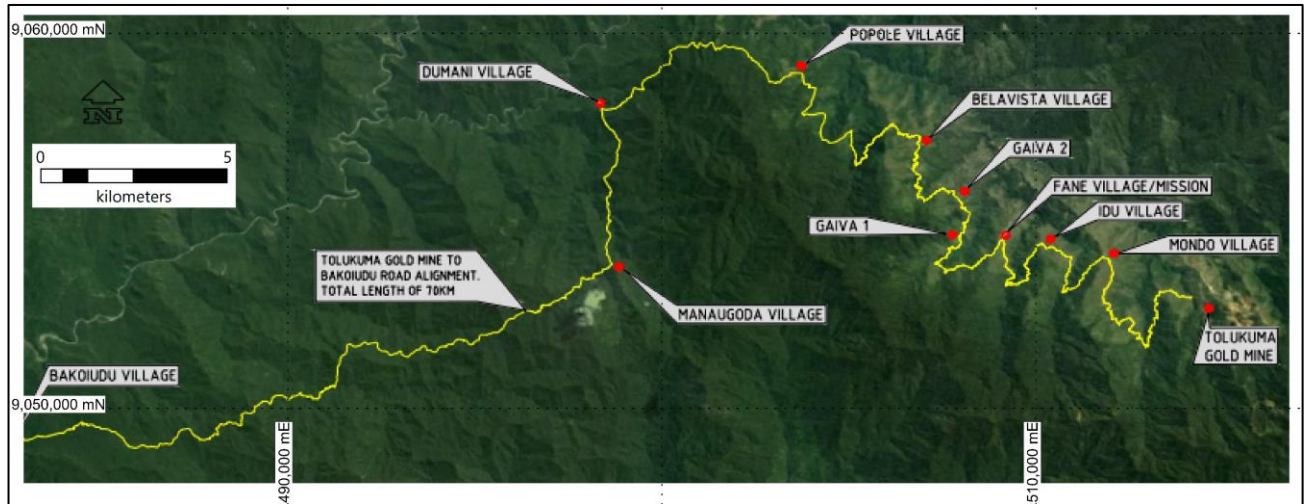 9,060,000 mN
POPOLE VILLAGE
DUMANI VILLAGE
N
BELAVISTA VILLAGE
0 5
kilometers
GAIVA 2
FANE VILLAGE/MISSION
IDU VILLAGE
GAIVA 1
MONDO VILLAGE
TOLUKUMA GOLD MINE TO
BAKOIUDU ROAD ALIGNMENT.
TOTAL LENGTH OF 70KM
MANAUGODA VILLAGE
TOLUKUMA
GOLD MINE
BAKOIUDU VILLAGE
9,050,000 mN
490,000 mE
510,000 mE